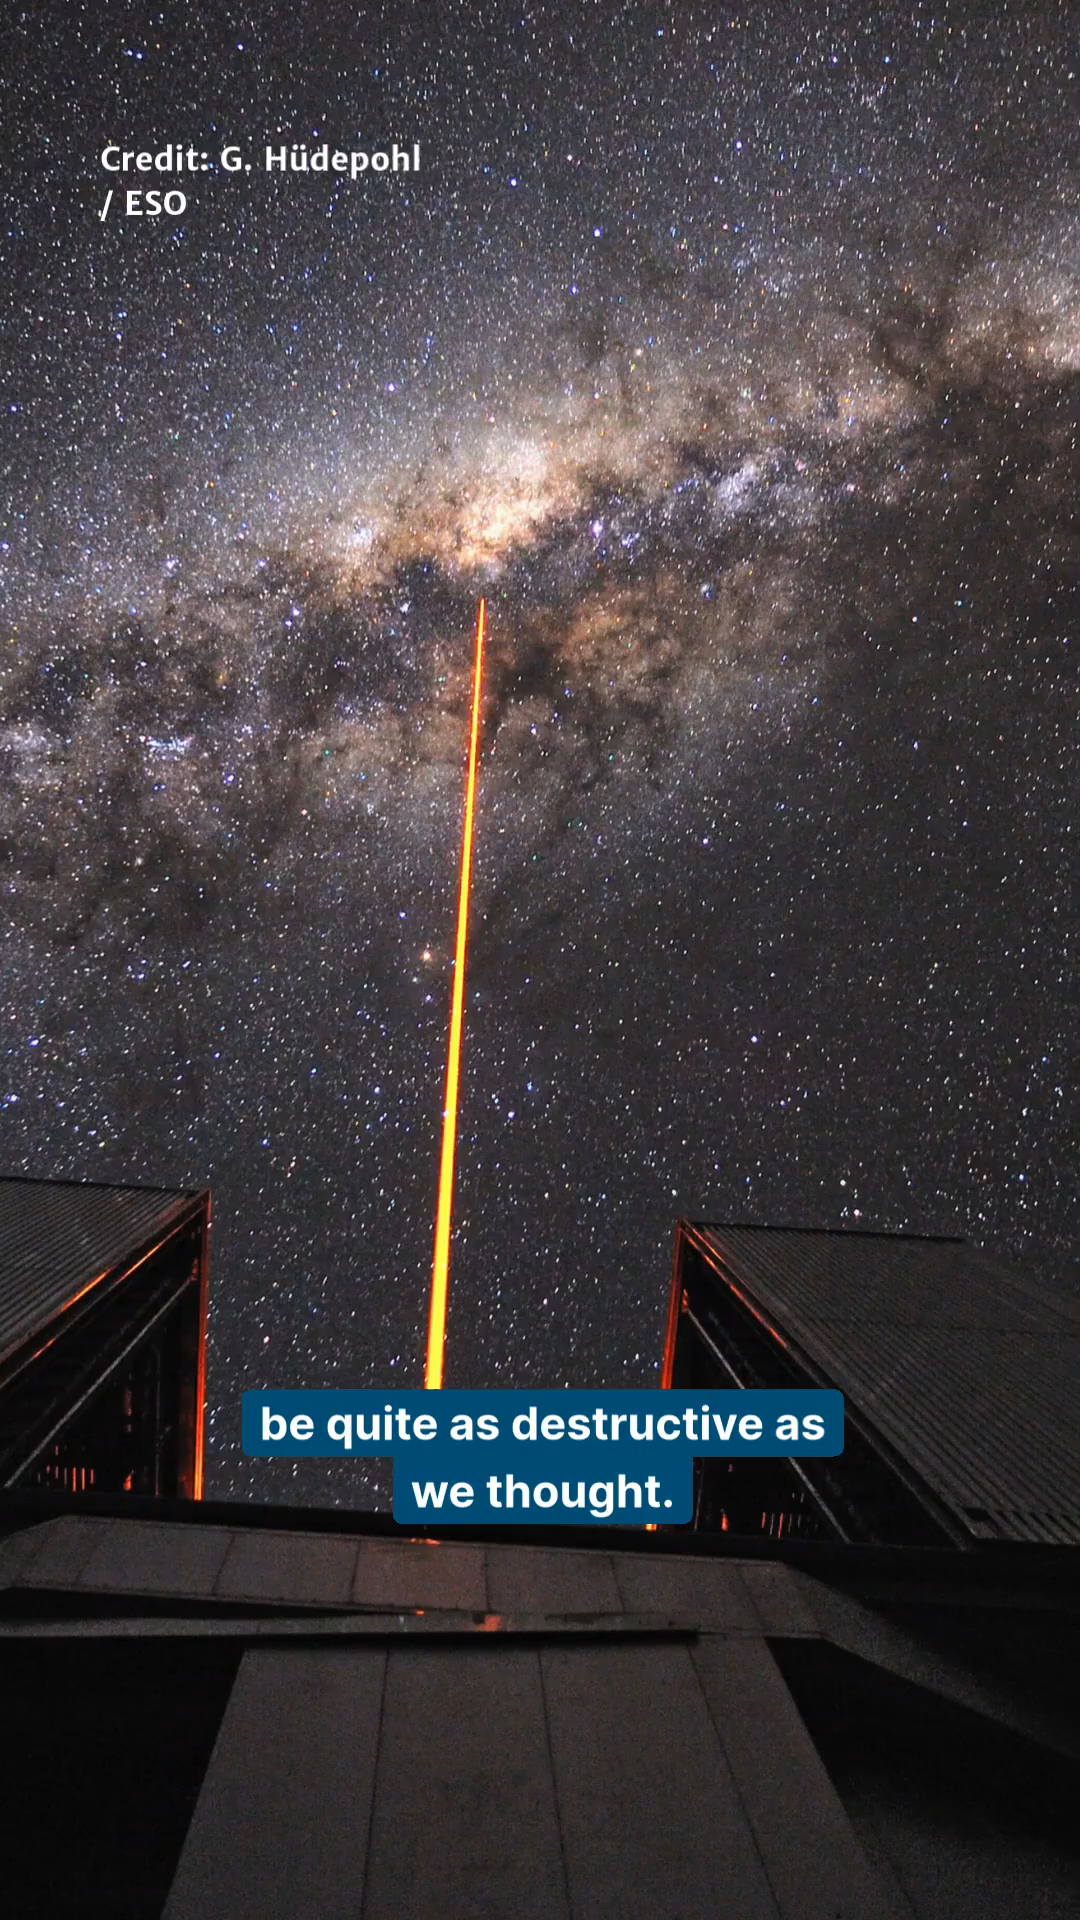 Credit: G. Hüdepohl
/ ESO
be quite as destructive as
we thought.